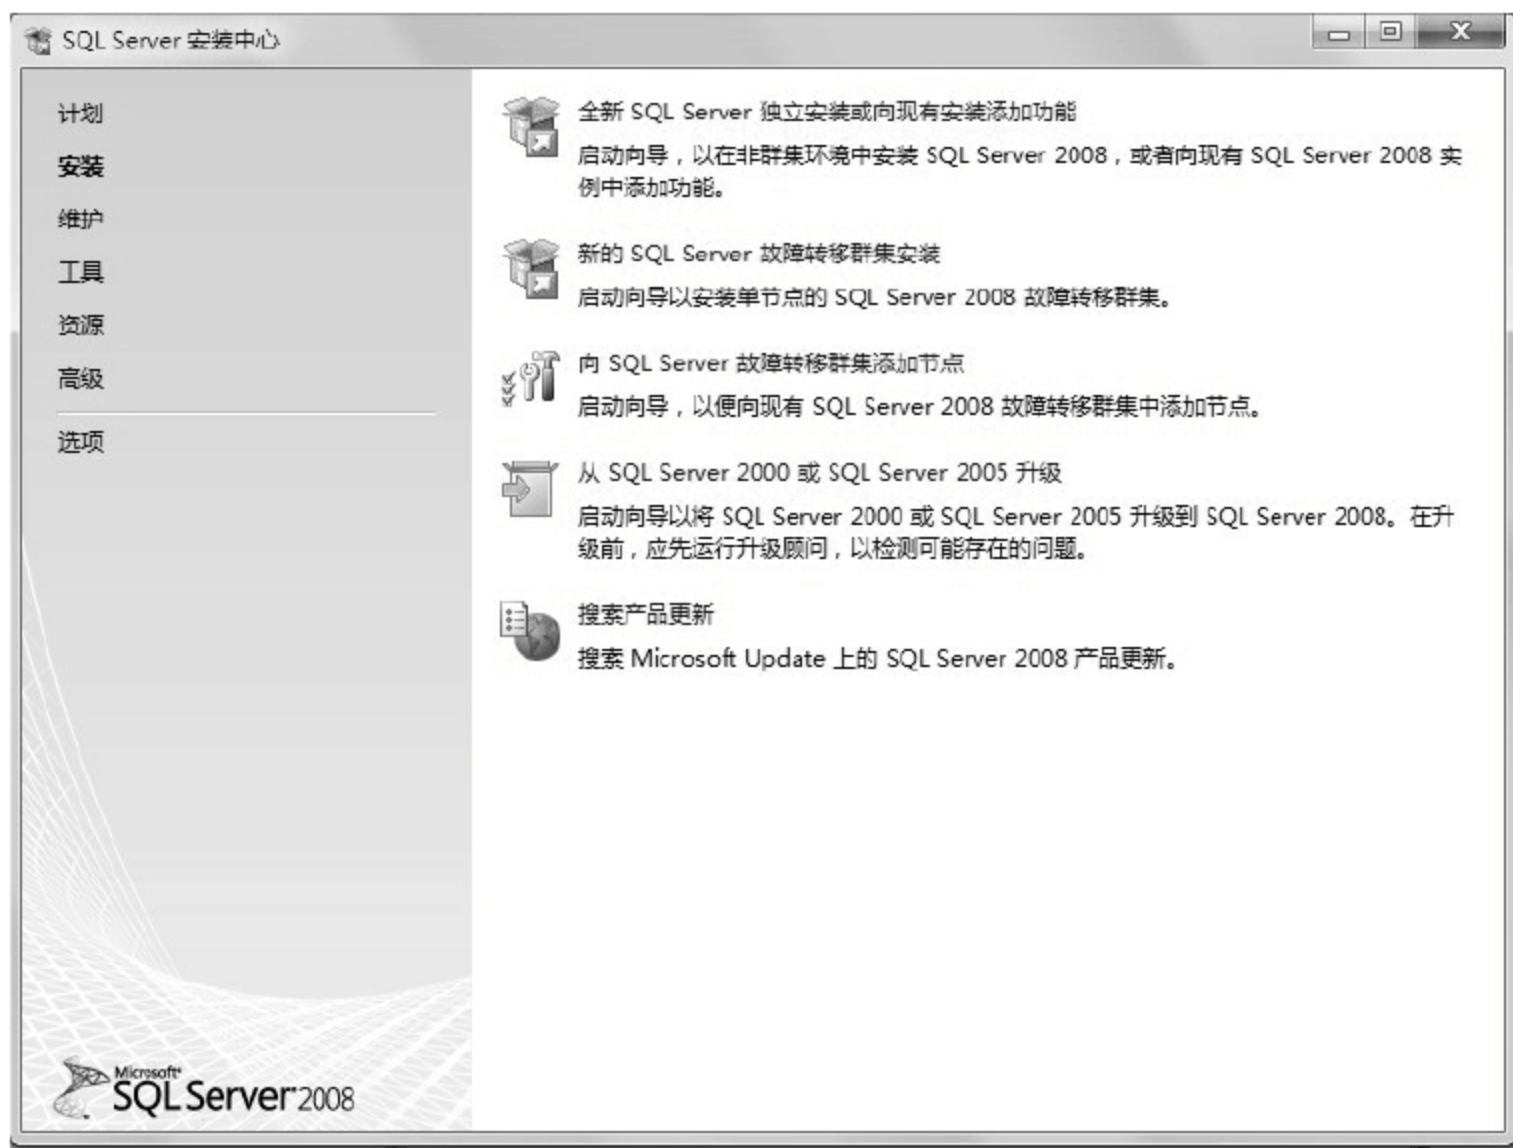 SQL Server 安装中心
计划
安装
维护
工具
资源
高级
选项
全新 SQL Server 独立安装或向现有安装添加功能
启动向导，以在非群集环境中安装 SQL Server 2008，或者向现有 SQL Server 2008 实
例中添加功能。
新的 SQL Server 故障转移群集安装
启动向导以安装单节点的 SQL Server 2008 故障转移群集。
向 SQL Server 故障转移群集添加节点
启动向导，以便向现有 SQL Server 2008 故障转移群集中添加节点。
从 SQL Server 2000 或 SQL Server 2005 升级
启动向导以将 SQL Server 2000 或 SQL Server 2005 升级到 SQL Server 2008。在升
级前，应先运行升级顾问，以检测可能存在的问题。
搜索产品更新
搜索 Microsoft Update 上的 SQL Server 2008 产品更新。
Microsoft
SQL Server 2008